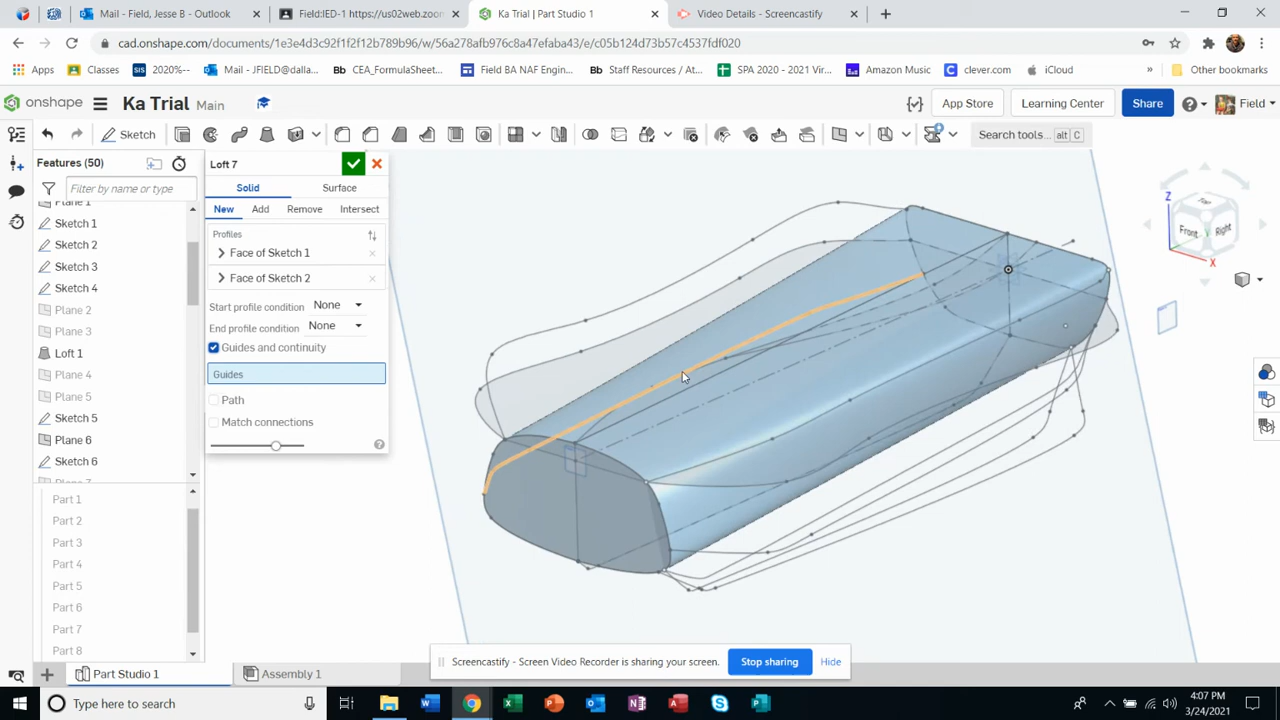 Mail - Field, Jesse B - Outlook
Field:IED-1 https://us02web.zoom
Ka Trial | Part Studio 1
Video Details - Screencastify
cad.onshape.com/documents/1e3e4d3c92f1f2f12b789b96/w/56a278afb976c8a47efaba43/e/c05b124d73b57c4537fdf020
Apps
Classes
SIS
2020%--
Mail - JFIELD@dalla...
Bb
CEA_FormulaSheet...
Field BA NAF Engin...
Bb
Staff Resources / At...
SPA 2020 - 2021 Vir...
Amazon Music
clever.com
iCloud
»
Other bookmarks
onshape
Ka Trial
Main
App Store
Learning Center
Share
Field
Sketch
Search tools...
alt
C
Features (50)
Loft 7
Filter by name or type
Solid
Surface
Plane 1
New
Add
Remove
Intersect
Sketch 1
Profiles
Sketch 2
Face of Sketch 1
Sketch 3
Face of Sketch 2
Sketch 4
Start profile condition
None
Plane 2
End profile condition
None
Plane 3
Guides and continuity
Loft 1
Guides
Plane 4
Path
Plane 5
Match connections
Sketch 5
Plane 6
Sketch 6
Plane 7
Part 1
Part 2
Part 3
Part 4
Part 5
Part 6
Part 7
Part 8
Z
Top
Front
Right
X
Screencastify - Screen Video Recorder is sharing your screen.
Stop sharing
Hide
Part Studio 1
Assembly 1
Type here to search
4:07 PM
3/24/2021